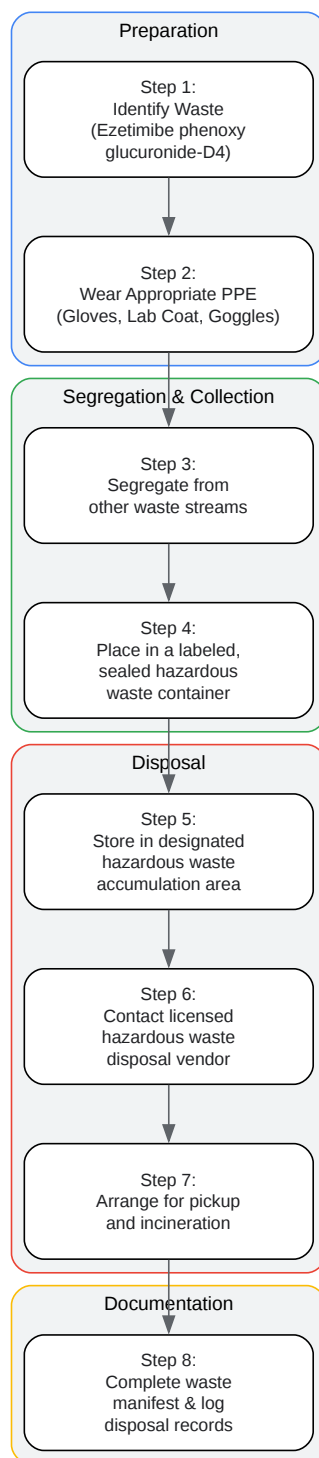 Preparation
Step 1:
Identify Waste
(Ezetimibe phenoxy
glucuronide-D4)
Step 2:
Wear Appropriate PPE
(Gloves, Lab Coat, Goggles)
Segregation & Collection
Step 3:
Segregate from
other waste streams
Step 4:
Place in a labeled,
sealed hazardous
waste container
Disposal
Step 5:
Store in designated
hazardous waste
accumulation area
Step 6:
Contact licensed
hazardous waste
disposal vendor
Step 7:
Arrange for pickup
and incineration
Documentation
Step 8:
Complete waste
manifest & log
disposal records